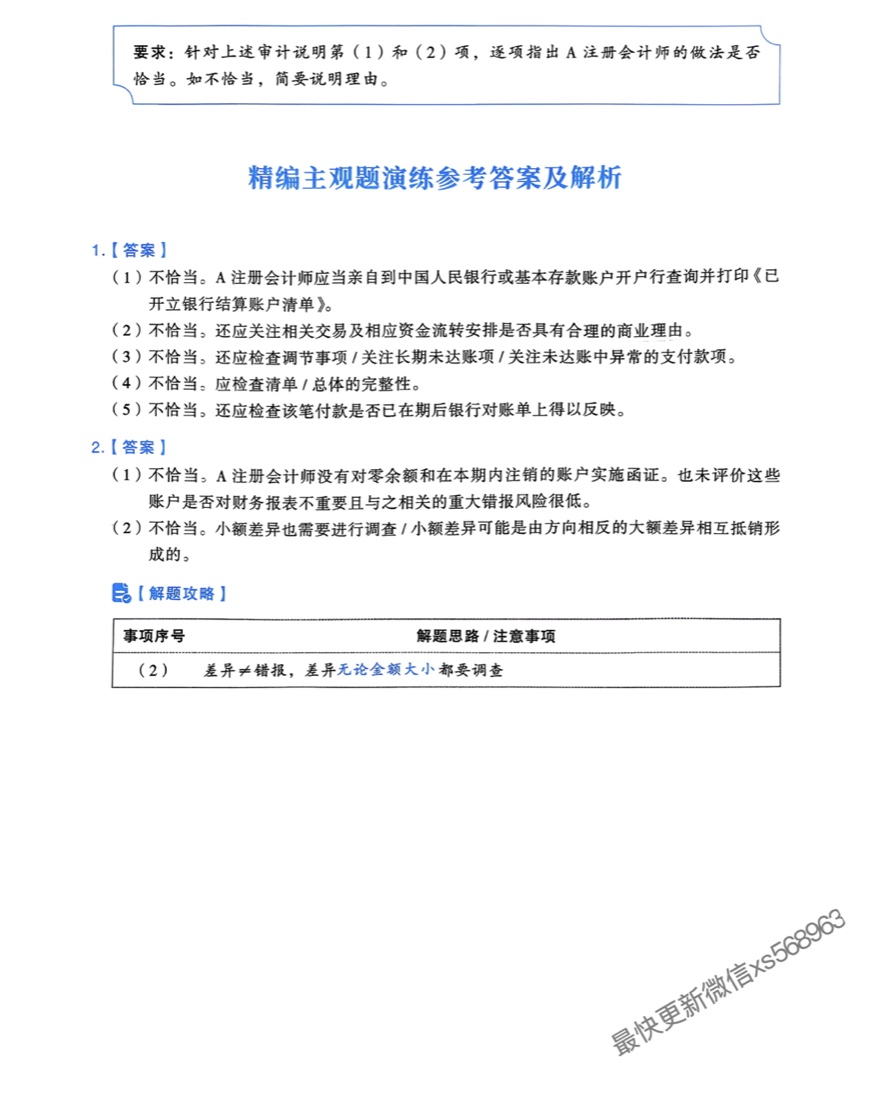 要求：针对上述审计说明第（1）和（2）项，逐项指出 A 注册会计师的做法是否
恰当。如不恰当，简要说明理由。
精编主观题演练参考答案及解析
1.【答案】
（1）不恰当。A 注册会计师应当亲自到中国人民银行或基本存款账户开户行查询并打印《已
开立银行结算账户清单》。
（2）不恰当。还应关注相关交易及相应资金流转安排是否具有合理的商业理由。
（3）不恰当。还应检查调节事项 / 关注长期未达账项 / 关注未达账中异常的支付款项。
（4）不恰当。应检查清单 / 总体的完整性。
（5）不恰当。还应检查该笔付款是否已在期后银行对账单上得以反映。
2.【答案】
（1）不恰当。A 注册会计师没有对零余额和在本期内注销的账户实施函证。也未评价这些
账户是否对财务报表不重要且与之相关的重大错报风险很低。
（2）不恰当。小额差异也需要进行调查 / 小额差异可能是由方向相反的大额差异相互抵销形
成的。
【解题攻略】
事项序号 解题思路 / 注意事项
（2） 差异≠错报，差异无论金额大小都要调查
最快更新微信xs568963